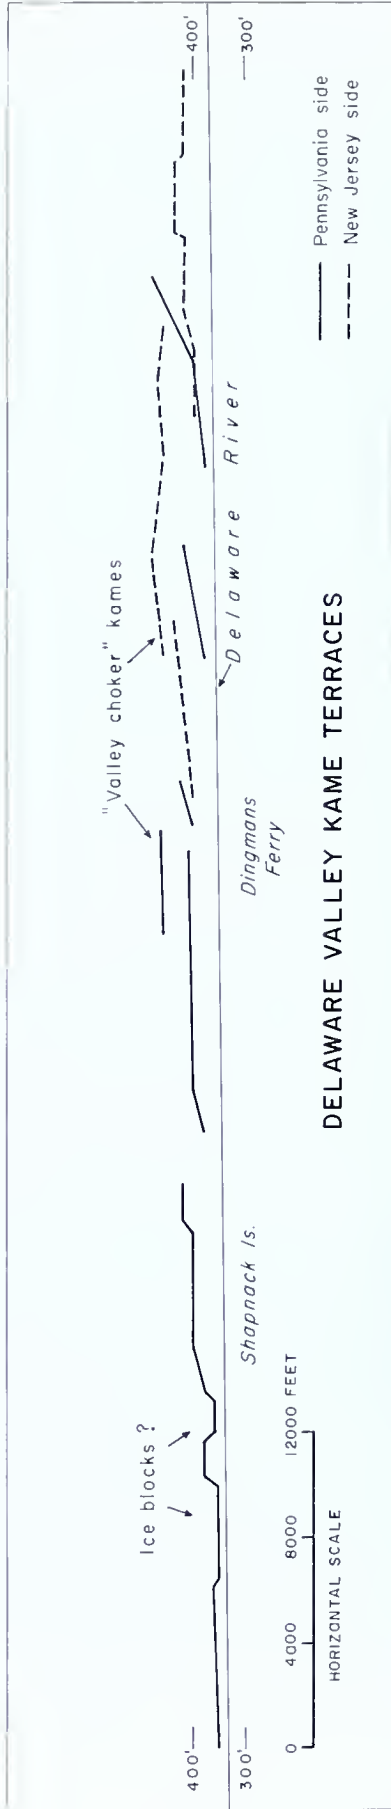 400'
300'
400'
300'
"Valley choker" kames
Ice blocks ?
Delaware River
Dingmans
Ferry
Shapnack Is.
Pennsylvania side
New Jersey side
0 4000 8000 12000 FEET
HORIZONTAL SCALE
DELAWARE VALLEY KAME TERRACES